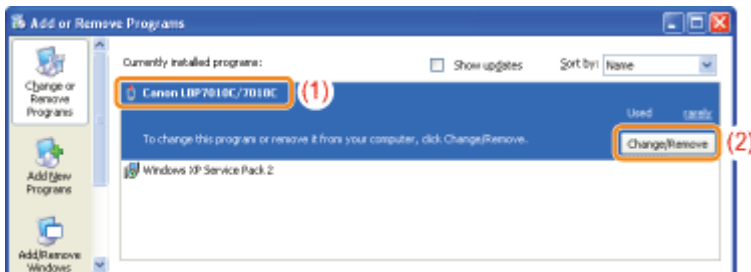 Add or Remove Programs
Currently installed programs:
Show updates
Sort by: Name
Change or
Remove
Programs
Canon LBP7010C/7010C
(1)
Used rarely
To change this program or remove it from your computer, click Change/Remove.
Change/Remove
(2)
Windows XP Service Pack 2
Add New
Programs
Add/Remove
Windows